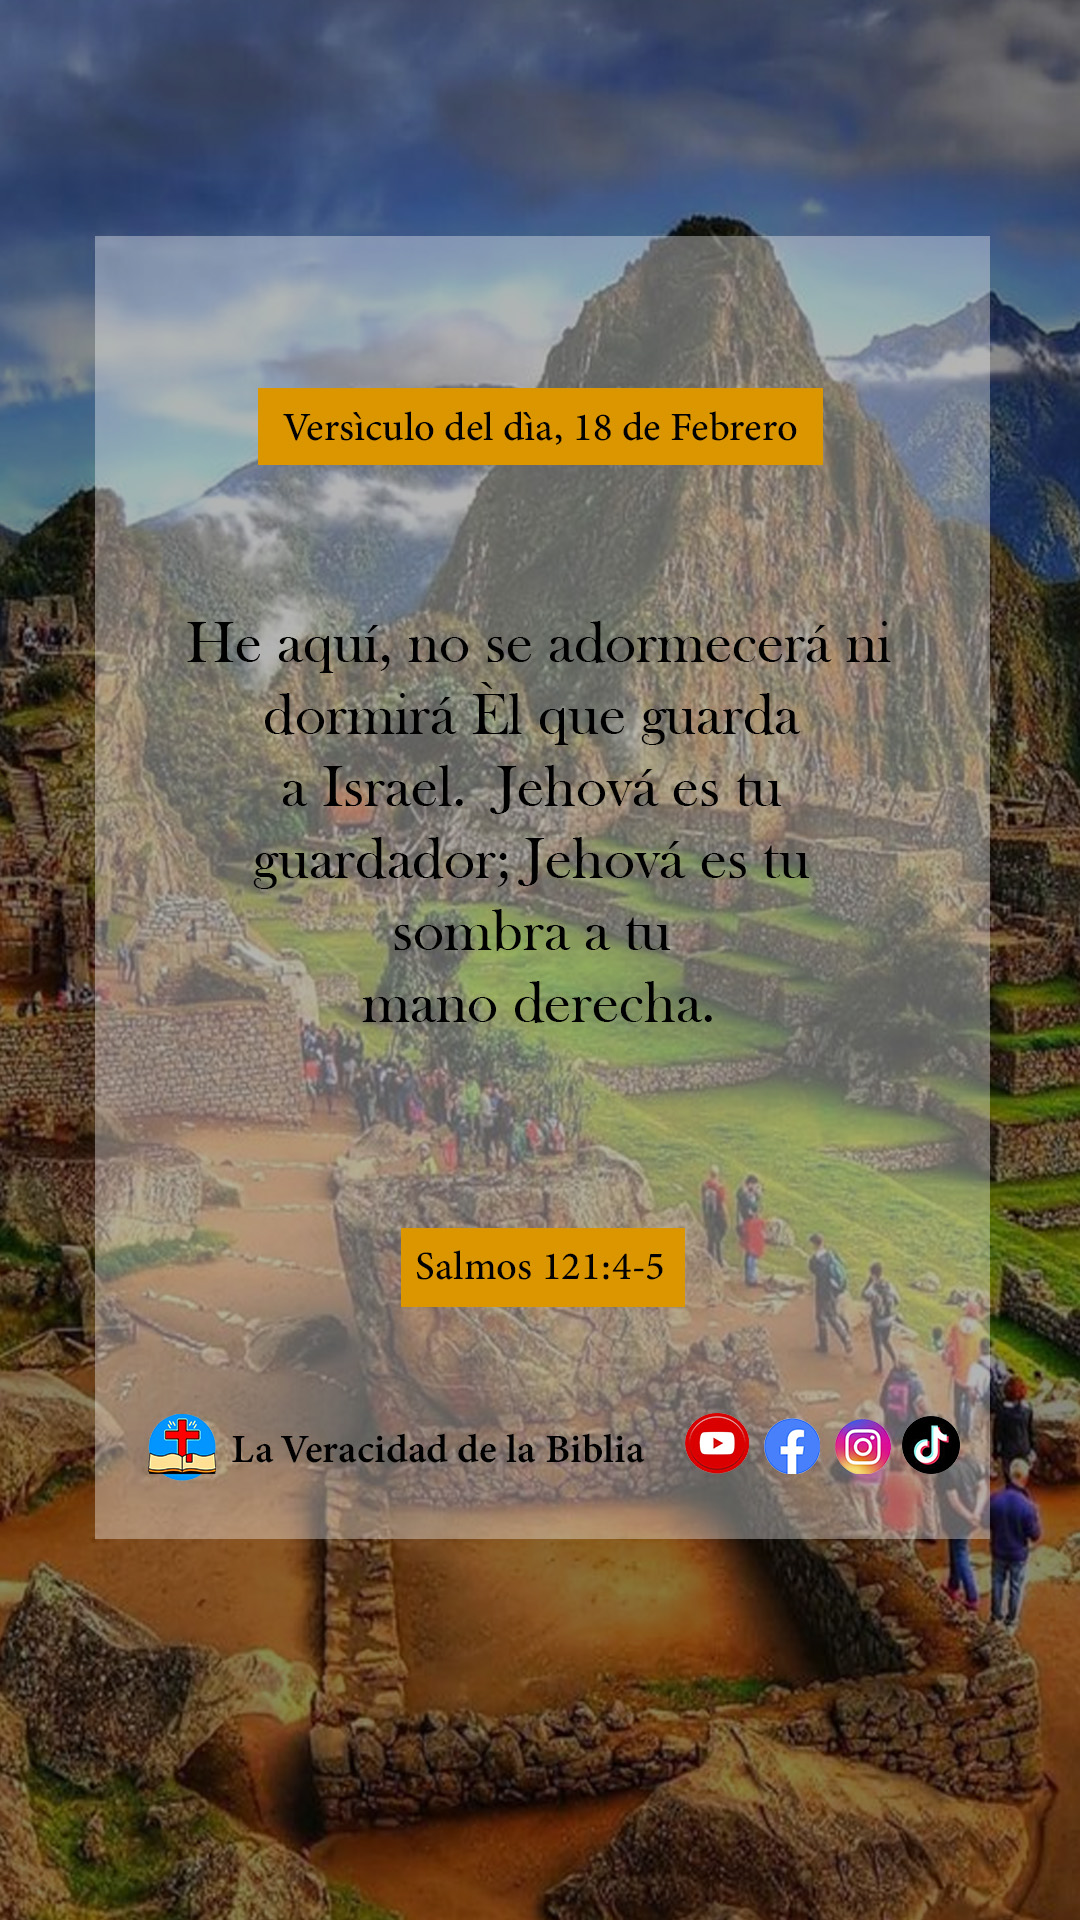 Versìculo del dìa, 18 de Febrero
He aquí, no se adormecerá ni
dormirá Èl que guarda
a Israel. Jehová es tu
guardador; Jehová es tu
sombra a tu
mano derecha.
Salmos 121:4-5
La Veracidad de la Biblia